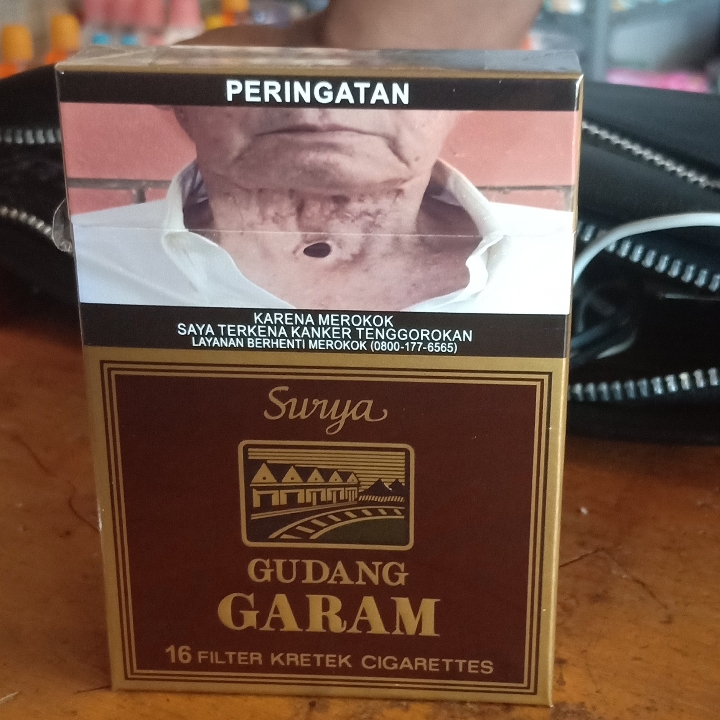 PERINGATAN
KARENA MEROKOK
SAYA TERKENA KANKER TENGGOROKAN
LAYANAN BERHENTI MEROKOK (0800-177-6565)
Surya
GUDANG
GARAM
16 FILTER KRETEK CIGARETTES